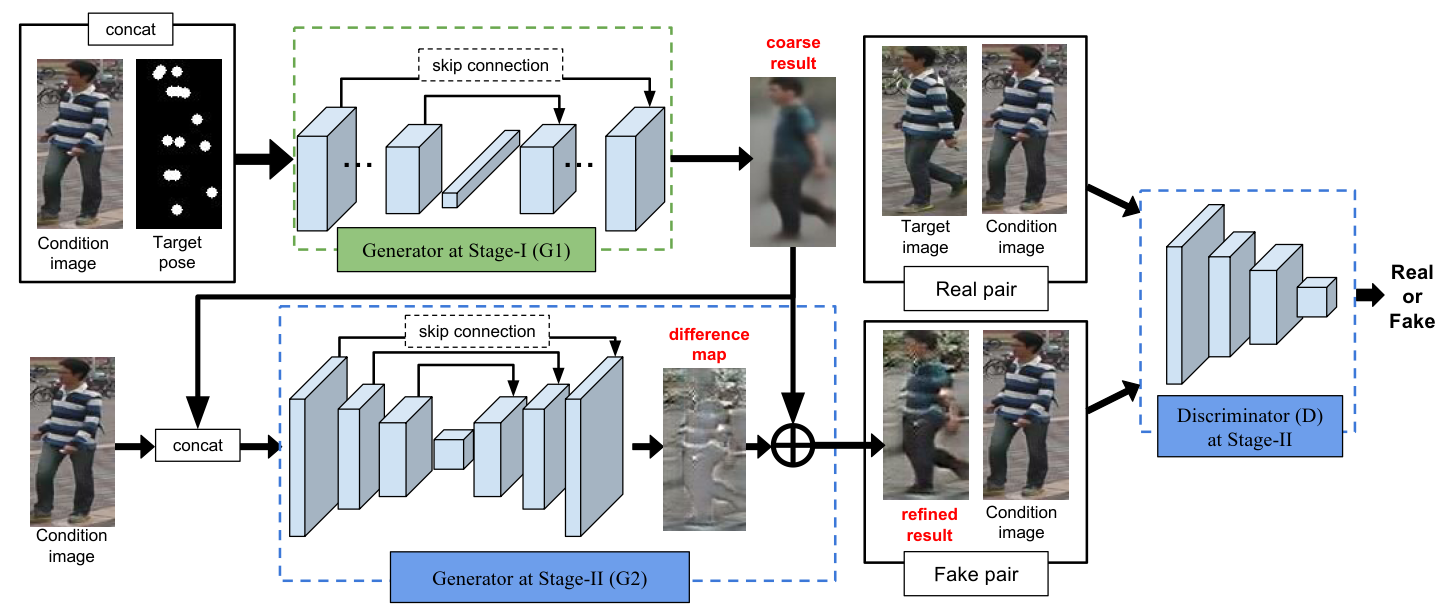 concat
Condition
image
Target
pose
skip connection
. . .
. . .
Generator at Stage-I (G1)
coarse
result
Target
image
Condition
image
Real pair
Condition
image
concat
skip connection
difference
map
Generator at Stage-II (G2)
refined
result
Condition
image
Fake pair
Discriminator (D)
at Stage-II
Real
or
Fake